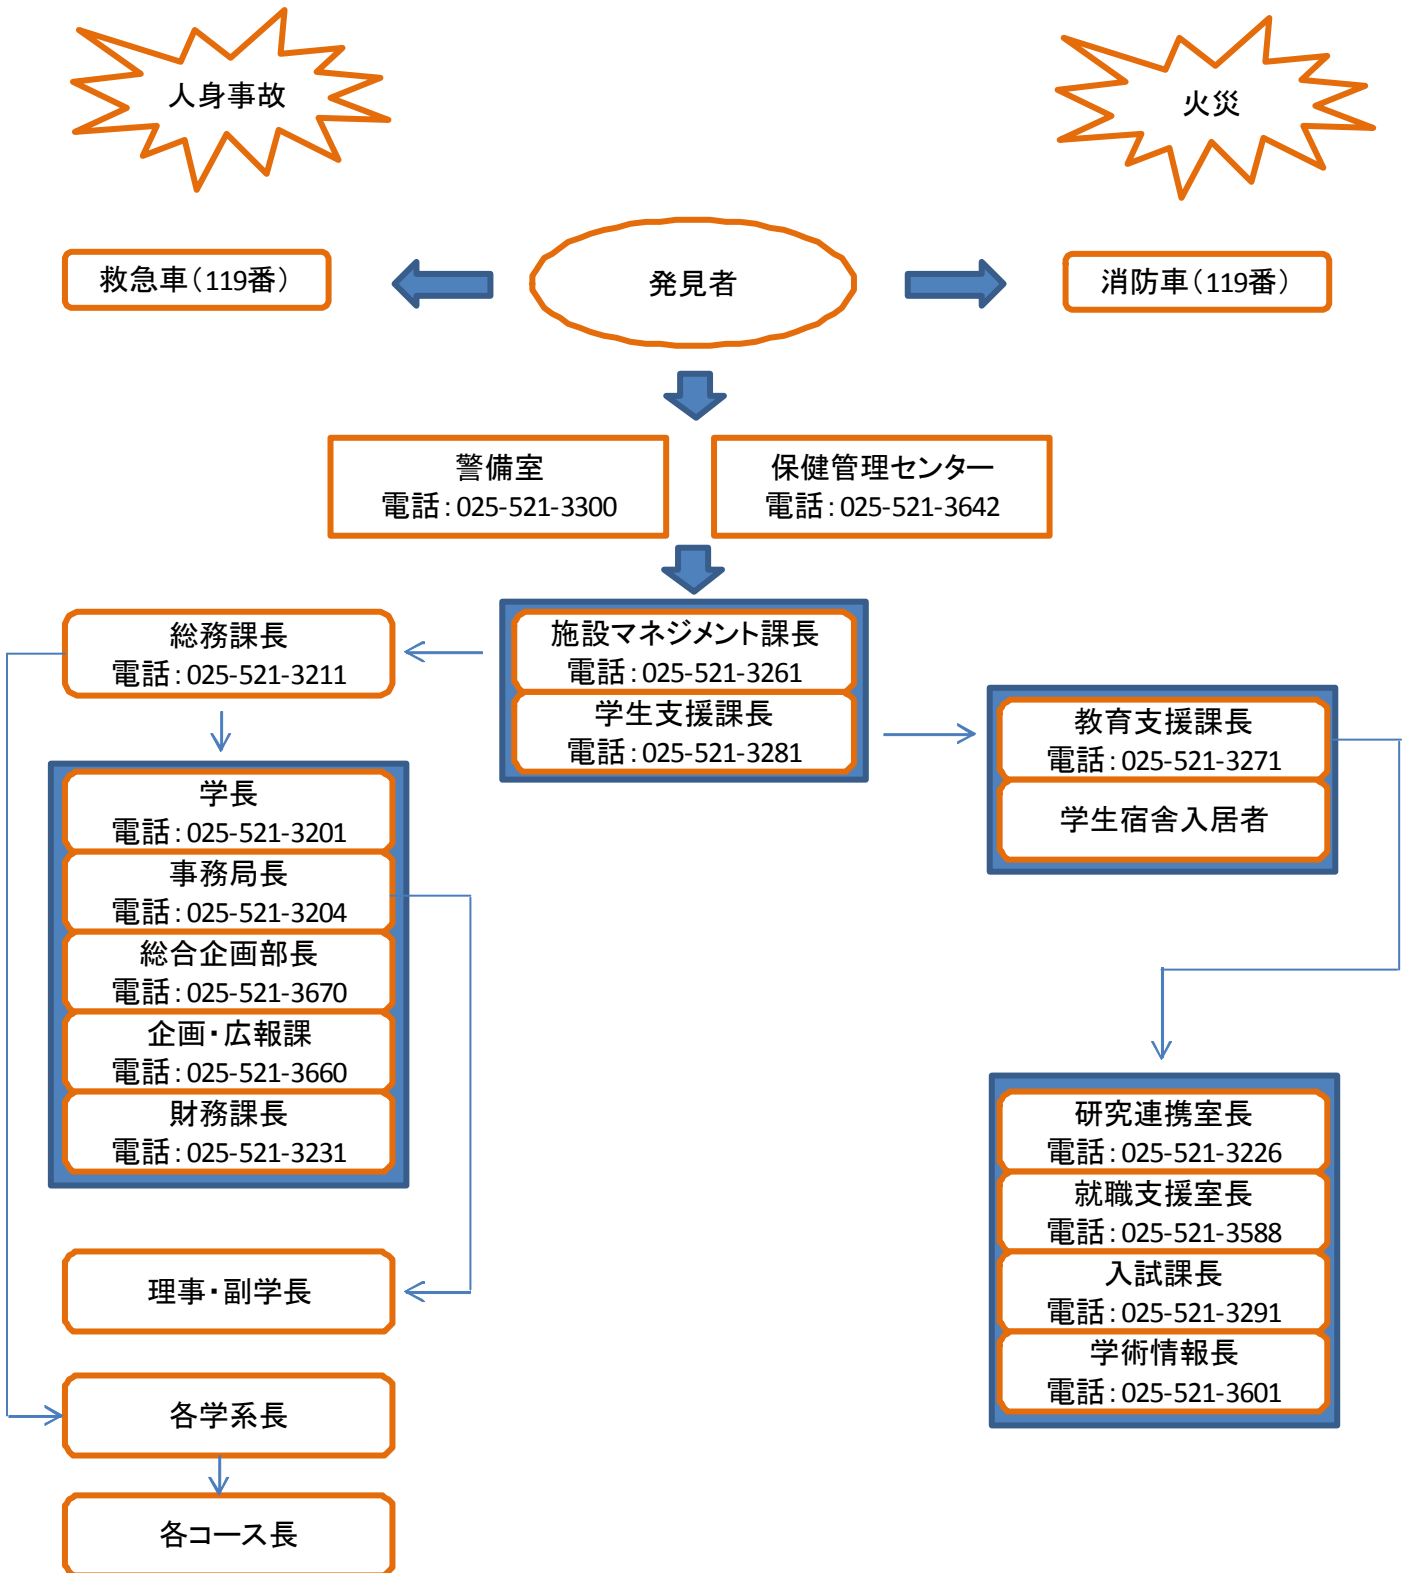 人身事故
火災
救急車（119番）
発見者
消防車（119番）
警備室
電話：025-521-3300
保健管理センター
電話：025-521-3642
総務課長
電話：025-521-3211
施設マネジメント課長
電話：025-521-3261
学生支援課長
電話：025-521-3281
教育支援課長
電話：025-521-3271
学生宿舎入居者
学長
電話：025-521-3201
事務局長
電話：025-521-3204
総合企画部長
電話：025-521-3670
企画・広報課
電話：025-521-3660
財務課長
電話：025-521-3231
理事・副学長
各学系長
各コース長
研究連携室長
電話：025-521-3226
就職支援室長
電話：025-521-3588
入試課長
電話：025-521-3291
学術情報長
電話：025-521-3601